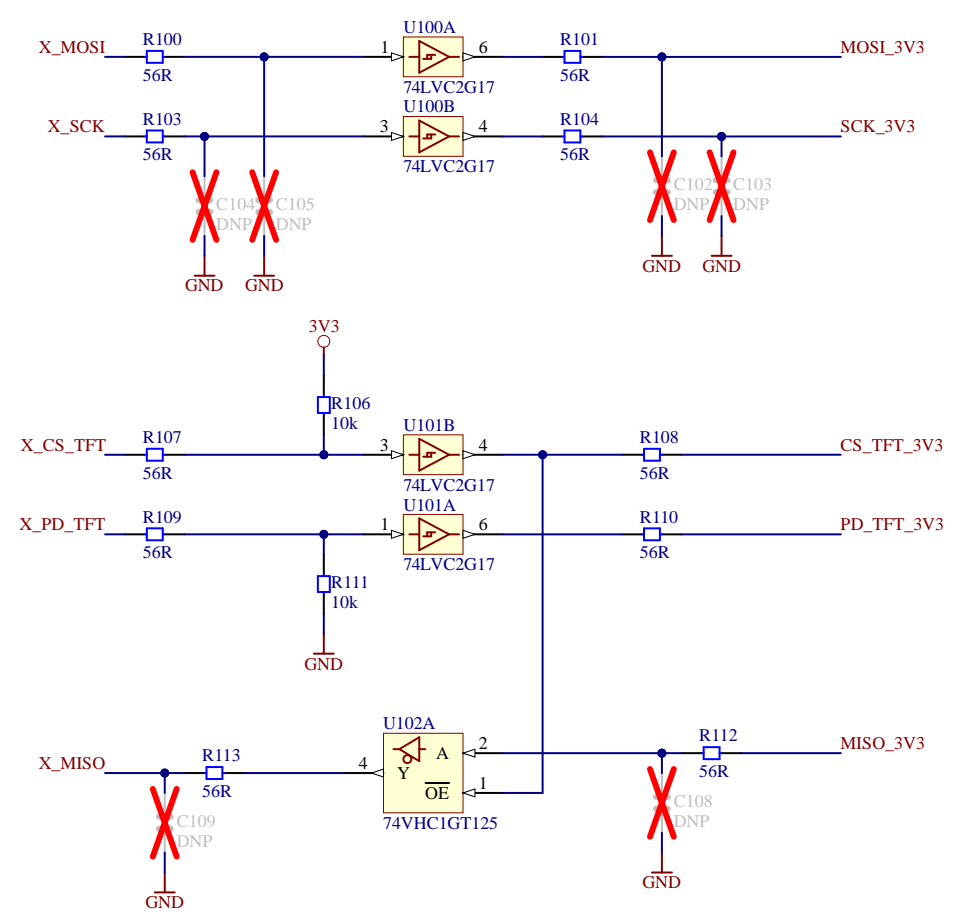 U100A
X_MOSI
R100
56R
1
6
74LVC2G17
R101
56R
MOSI_3V3
U100B
X_SCK
R103
56R
3
4
74LVC2G17
R104
56R
SCK_3V3
C104
DNP
C105
DNP
C102
DNP
C103
DNP
GND
GND
GND
GND
3V3
R106
10k
X_CS_TFT
R107
56R
U101B
3
4
74LVC2G17
R108
56R
CS_TFT_3V3
X_PD_TFT
R109
56R
U101A
1
6
74LVC2G17
R110
56R
PD_TFT_3V3
R111
10k
GND
U102A
X_MISO
R113
56R
4
A
Y
OE
2
1
74VHC1GT125
R112
56R
MISO_3V3
C109
DNP
C108
DNP
GND
GND